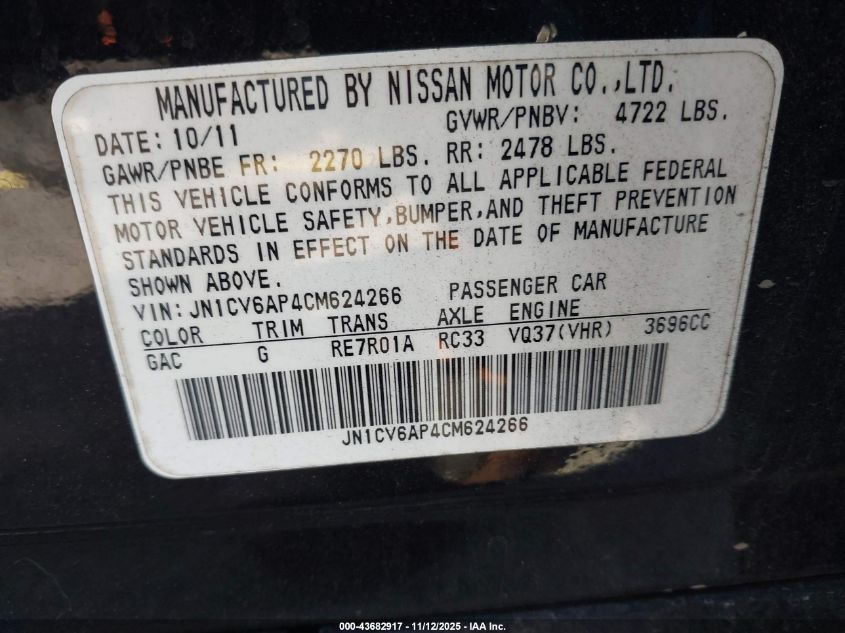 MANUFACTURED BY NISSAN MOTOR CO.,LTD.
DATE: 10/11 GVWR/PNBV: 4722 LBS.
GAWR/PNBE FR: 2270 LBS. RR: 2478 LBS.
THIS VEHICLE CONFORMS TO ALL APPLICABLE FEDERAL
MOTOR VEHICLE SAFETY,BUMPER,AND THEFT PREVENTION
STANDARDS IN EFFECT ON THE DATE OF MANUFACTURE
SHOWN ABOVE.
VIN: JN1CV6AP4CM624266 PASSENGER CAR
COLOR TRIM TRANS AXLE ENGINE
GAC G RE7R01A RC33 VQ37(VHR) 3696CC
JN1CV6AP4CM624266
000-43682917 - 11/12/2025 - IAA Inc.